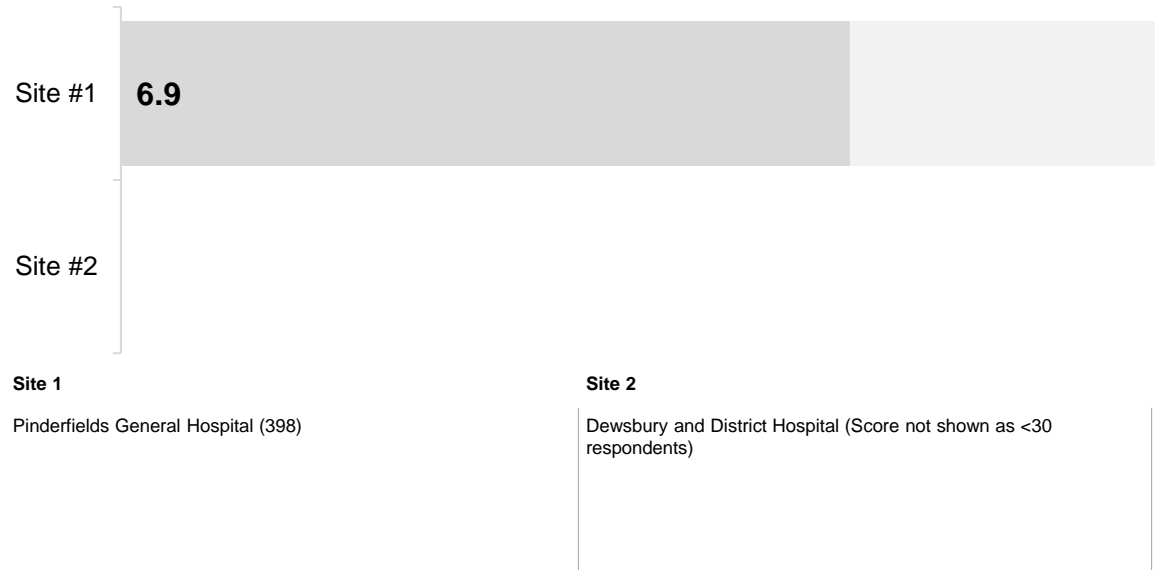 Site #1
6.9
Site #2
Site 1
Site 2
Pinderfields General Hospital (398)
Dewsbury and District Hospital (Score not shown as <30
respondents)